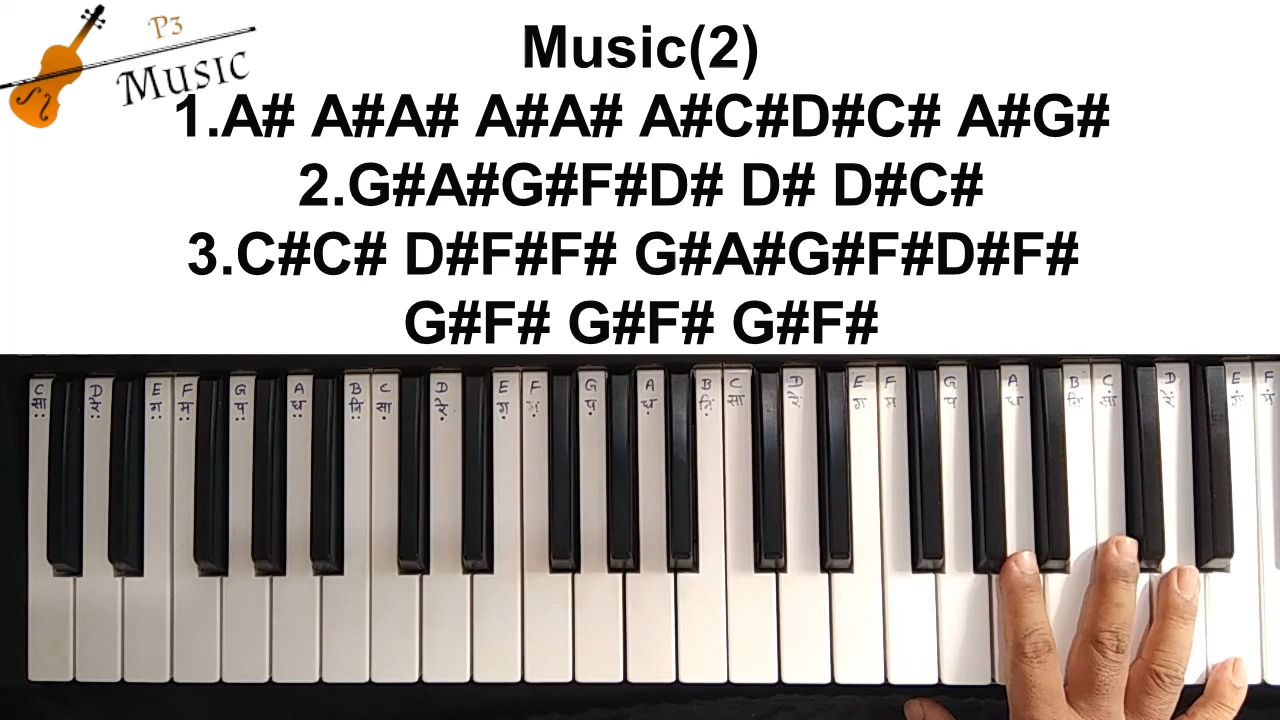 P3
Music
Music(2)
1.A# A#A# A#A# A#C#D#C# A#G#
2.G#A#G#F#D# D# D#C#
3.C#C# D#F#F# G#A#G#F#D#F#
G#F# G#F# G#F#
C D E F G A B C D E F G A B C D E F G A B C D E F
सा़़ रे़़ ग़़ म़़ प़़ ध़़ नि़़ सा़ रे़ ग़ म़ प़ ध़ नि़ सा रे ग म प ध नि सां रें गं मं